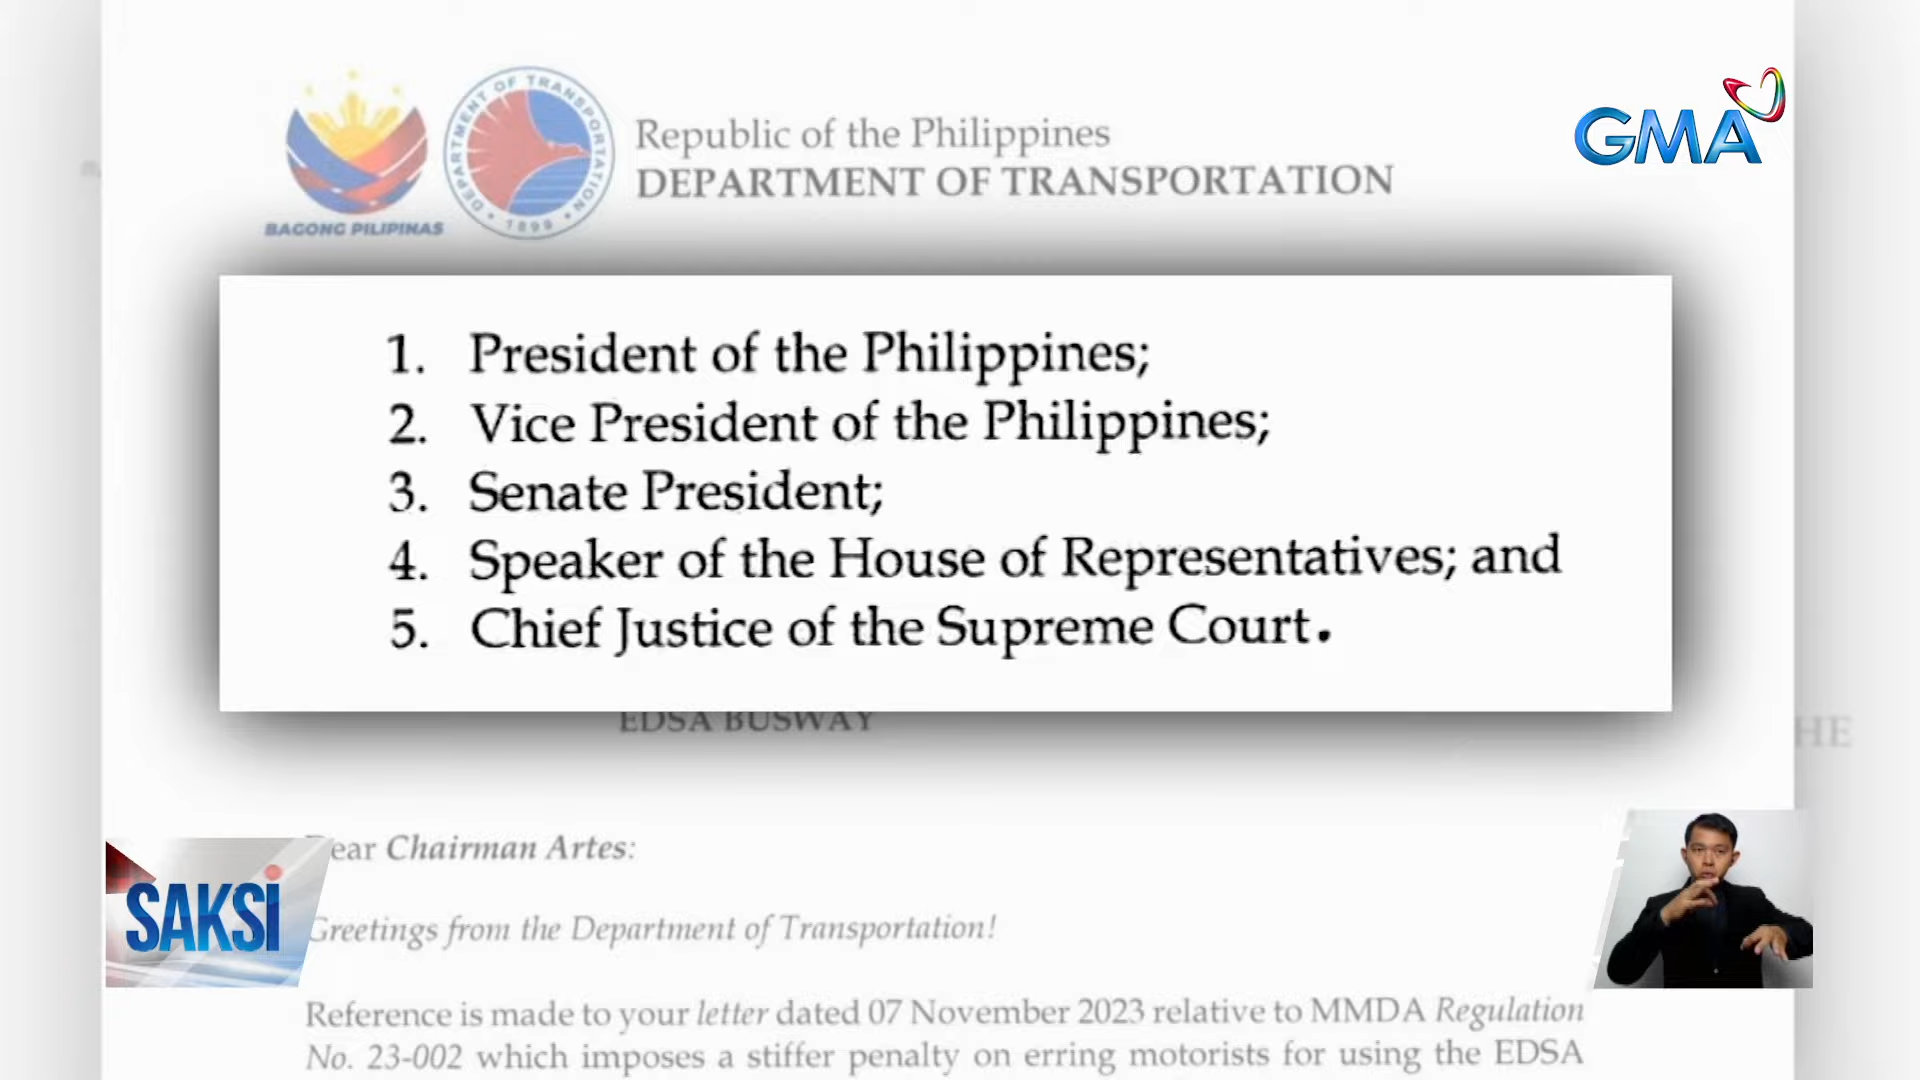 DEPARTMENT OF TRANSPORTATION
1898
BAGONG PILIPINAS
Republic of the Philippines
DEPARTMENT OF TRANSPORTATION
GMA
1. President of the Philippines;
2. Vice President of the Philippines;
3. Senate President;
4. Speaker of the House of Representatives; and
5. Chief Justice of the Supreme Court.
EDSA BUSWAY
HE
ear Chairman Artes:
SAKSI
Greetings from the Department of Transportation!
Reference is made to your letter dated 07 November 2023 relative to MMDA Regulation
No. 23-002 which imposes a stiffer penalty on erring motorists for using the EDSA